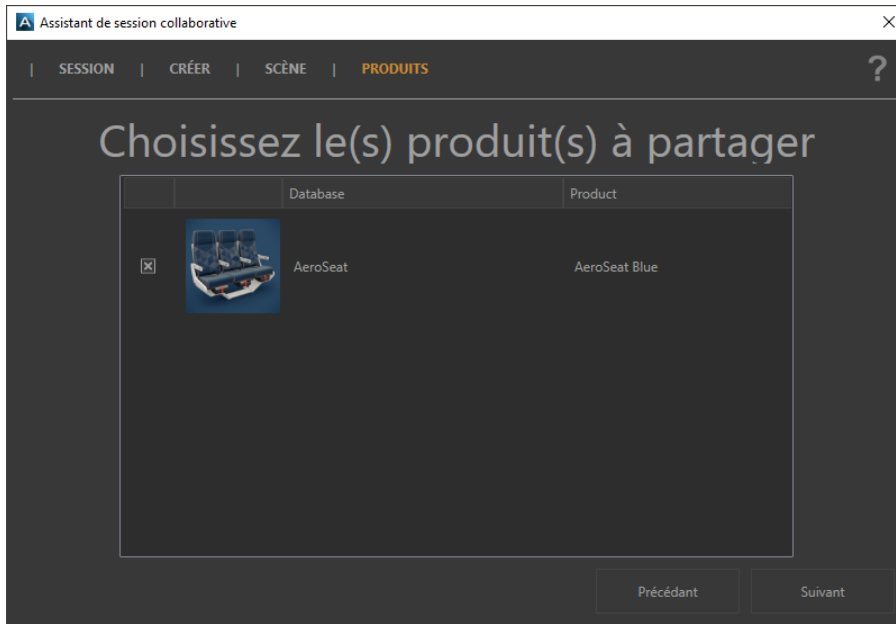 Assistant de session collaborative
| SESSION | CRÉER | SCÈNE | PRODUITS ?
Choisissez le(s) produit(s) à partager
Database Product
AeroSeat AeroSeat Blue
Précédant Suivant